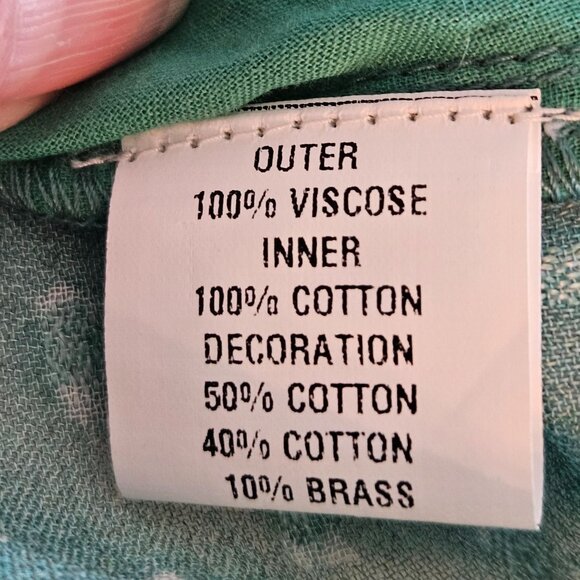 OUTER
100% VISCOSE
INNER
100% COTTON
DECORATION
50% COTTON
40% COTTON
10% BRASS